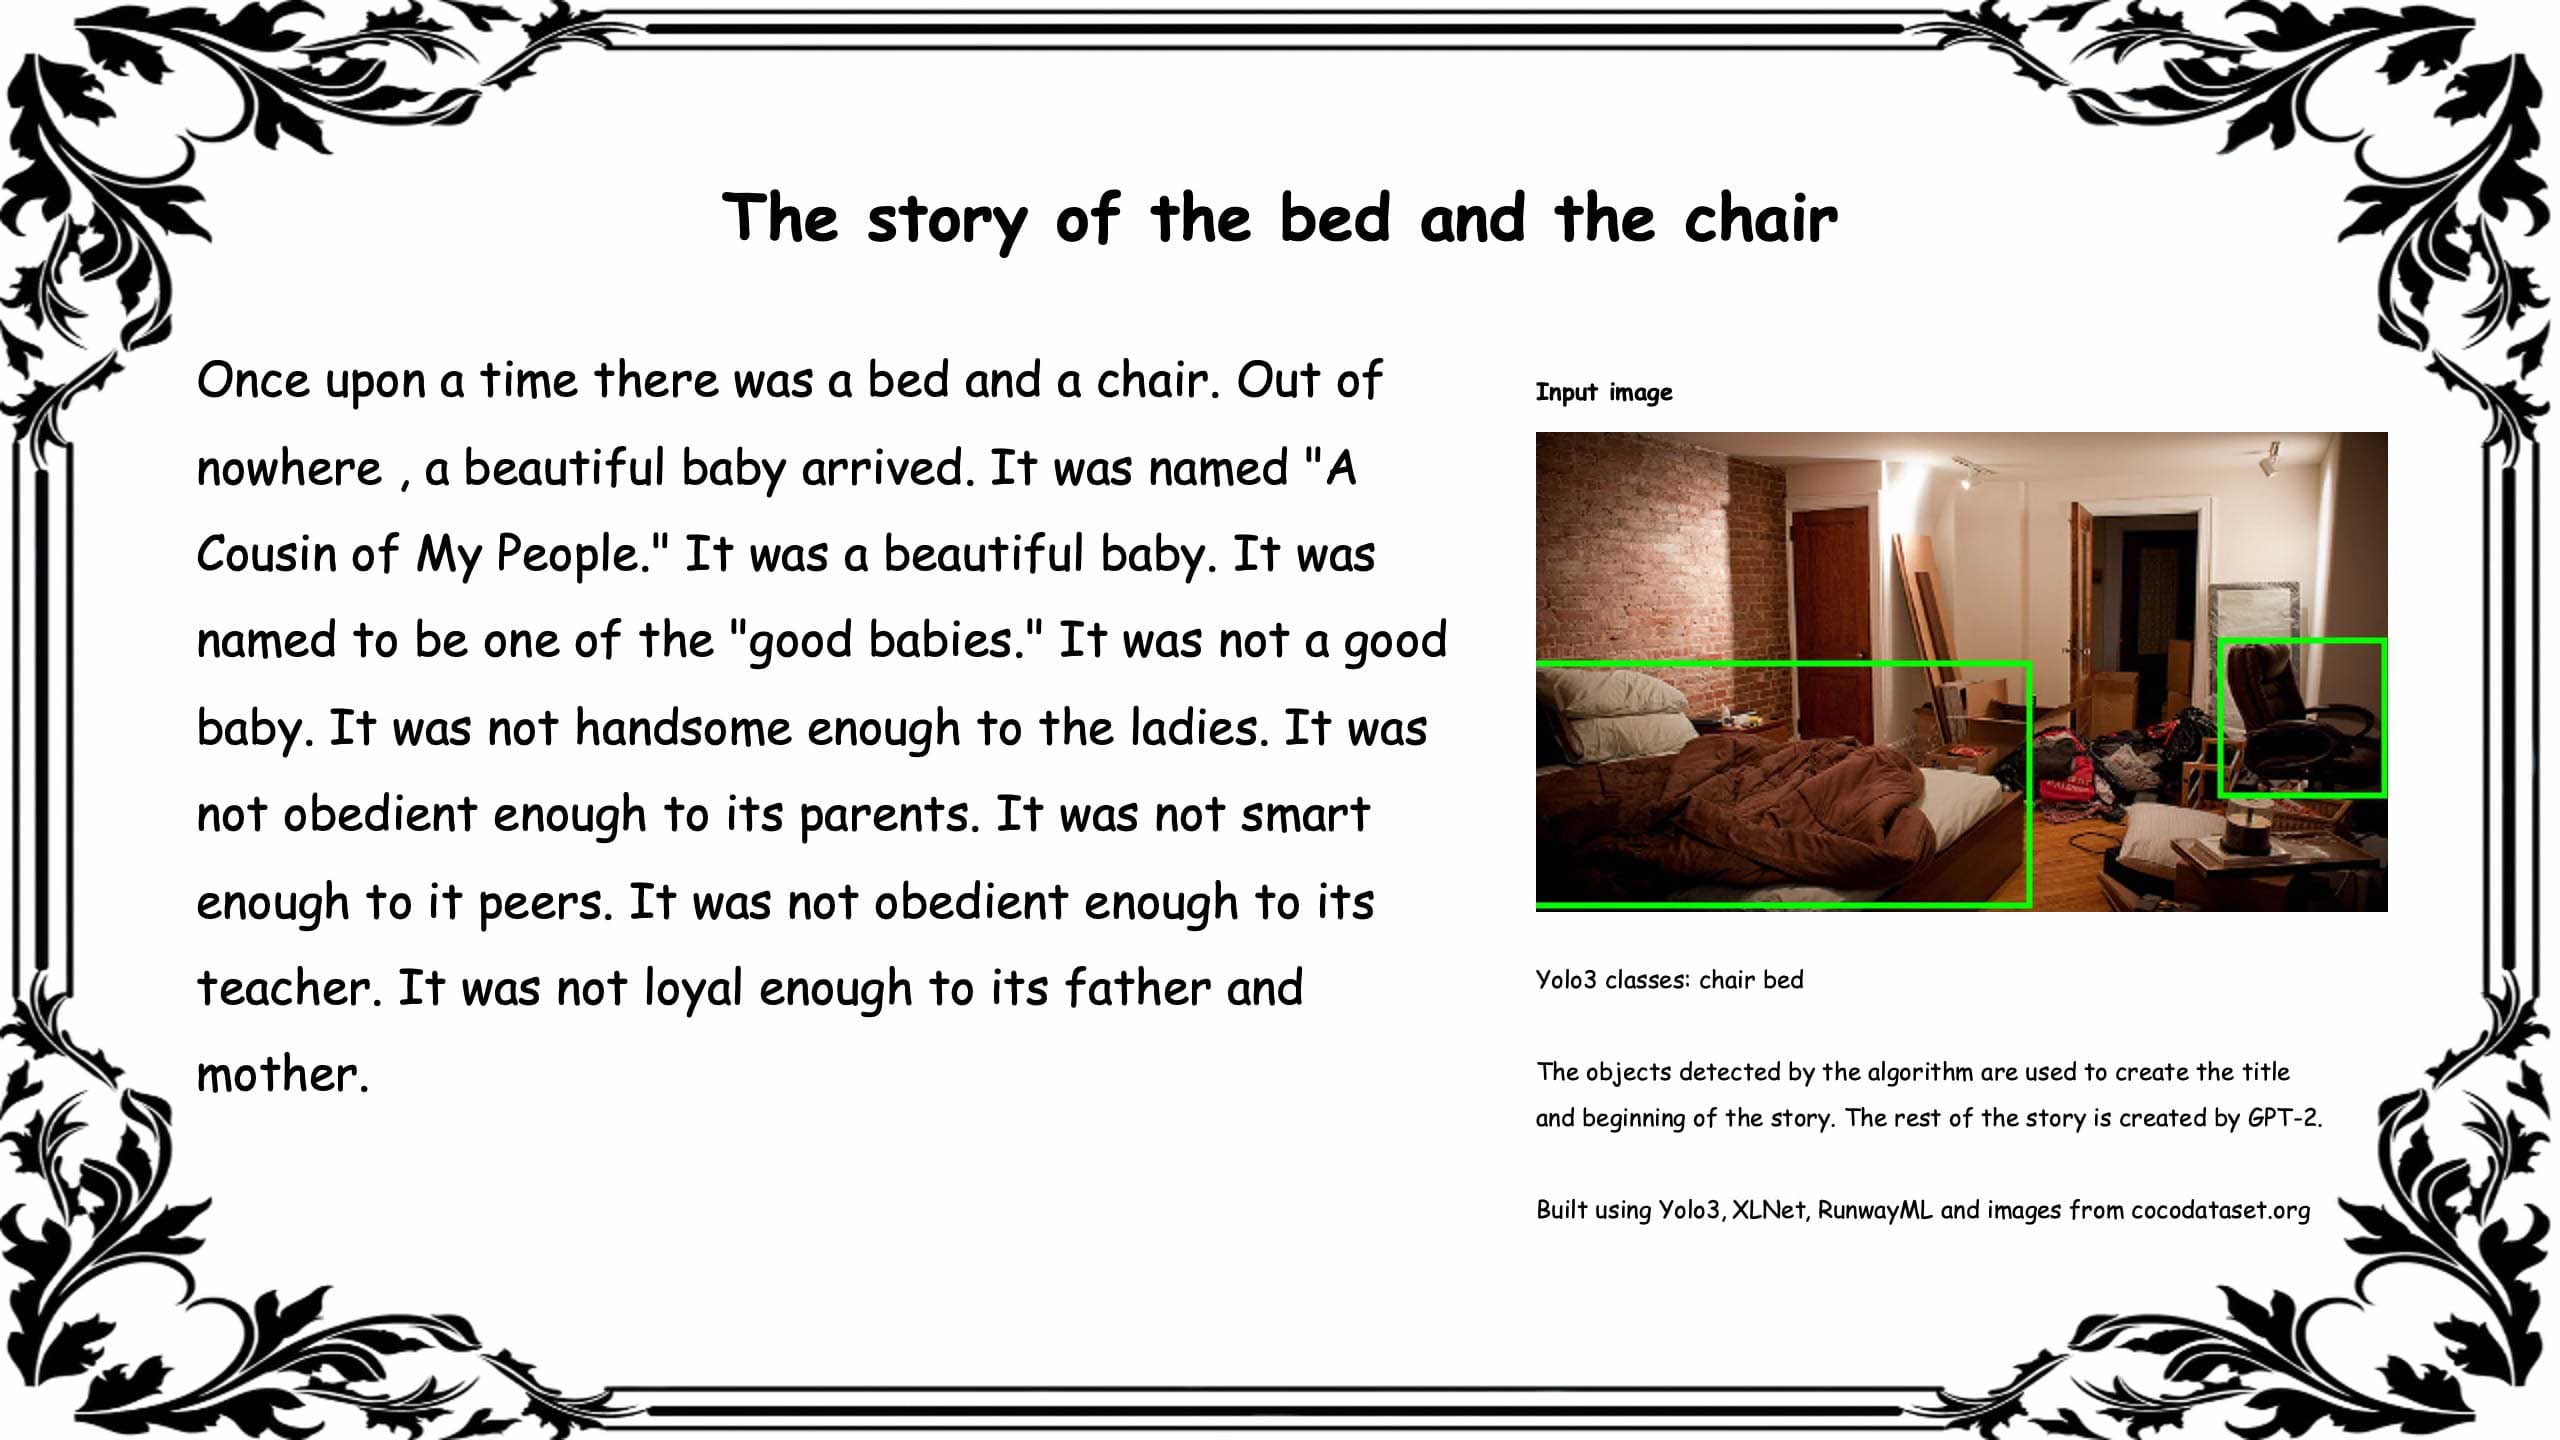 The story of the bed and the chair
Once upon a time there was a bed and a chair. Out of
nowhere , a beautiful baby arrived. It was named "A
Cousin of My People." It was a beautiful baby. It was
named to be one of the "good babies." It was not a good
baby. It was not handsome enough to the ladies. It was
not obedient enough to its parents. It was not smart
enough to it peers. It was not obedient enough to its
teacher. It was not loyal enough to its father and
mother.
Input image
Yolo3 classes: chair bed
The objects detected by the algorithm are used to create the title
and beginning of the story. The rest of the story is created by GPT-2.
Built using Yolo3, XLNet, RunwayML and images from cocodataset.org